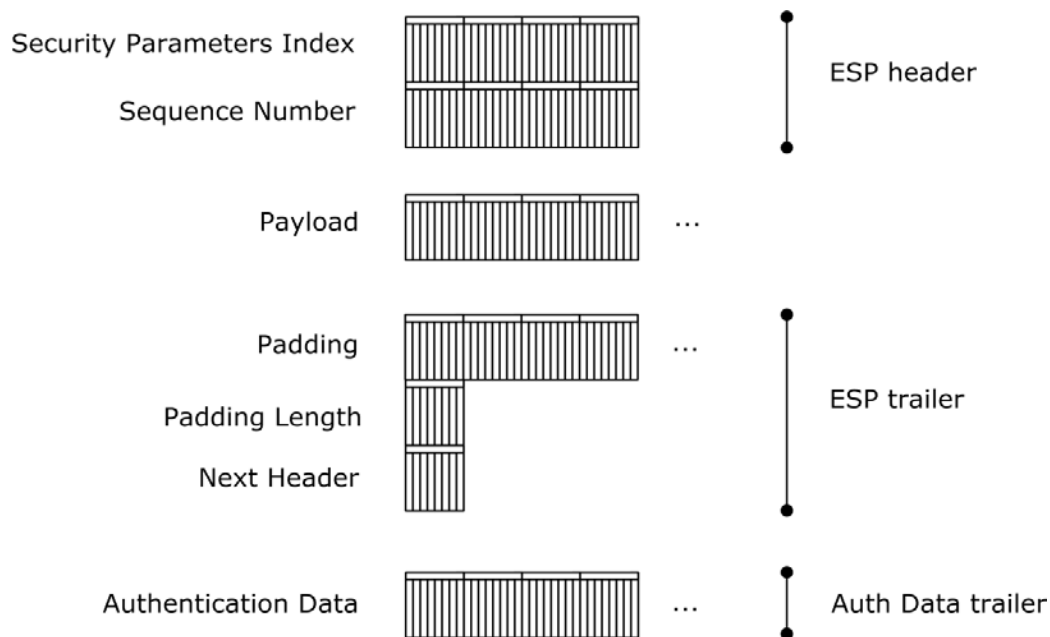 Security Parameters Index
ESP header
Sequence Number
Payload
...
Padding
...
ESP trailer
Padding Length
Next Header
Authentication Data
...
Auth Data trailer